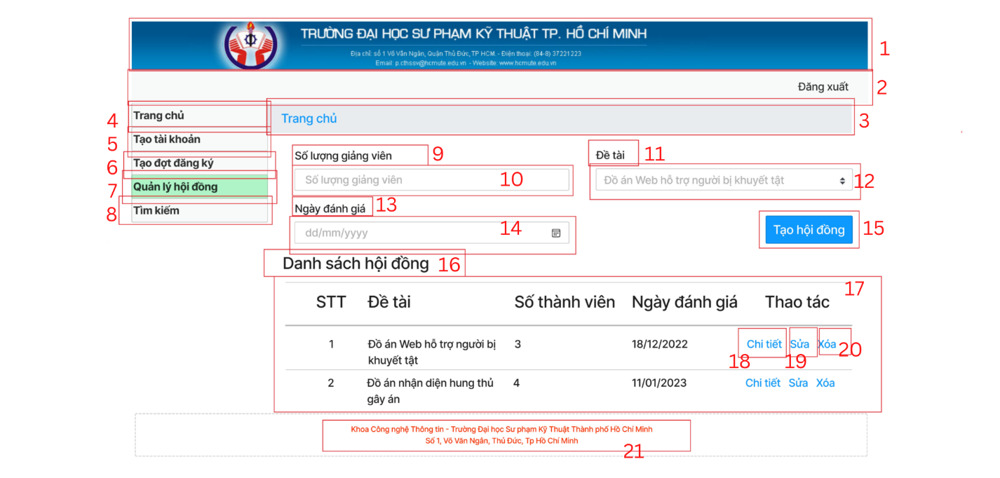 TRƯỜNG ĐẠI HỌC SƯ PHẠM KỸ THUẬT TP. HỒ CHÍ MINH
Địa chỉ: số 1 Võ Văn Ngân, Quận Thủ Đức, TP HCM. - Điện thoại: (84-8) 37221223
Email: p.cthssv@hcmute.edu.vn - Website: www.hcmute.edu.vn
1
Đăng xuất 2
4 Trang chủ
Trang chủ 3
5 Tạo tài khoản
6 Tạo đợt đăng ký
7 Quản lý hội đồng
8 Tìm kiếm
Số lượng giảng viên 9
Đề tài 11
Số lượng giảng viên 10
Đồ án Web hỗ trợ người bị khuyết tật 12
Ngày đánh giá 13
dd/mm/yyyy 14
Tạo hội đồng 15
Danh sách hội đồng 16
17
STT Đề tài Số thành viên Ngày đánh giá Thao tác
1 Đồ án Web hỗ trợ người bị 3 18/12/2022 Chi tiết Sửa Xóa
khuyết tật
18 19 20
2 Đồ án nhận diện hung thủ 4 11/01/2023 Chi tiết Sửa Xóa
gây án
Khoa Công nghệ Thông tin - Trường Đại học Sư phạm Kỹ Thuật Thành phố Hồ Chí Minh
Số 1, Võ Văn Ngân, Thủ Đức, Tp Hồ Chí Minh
21